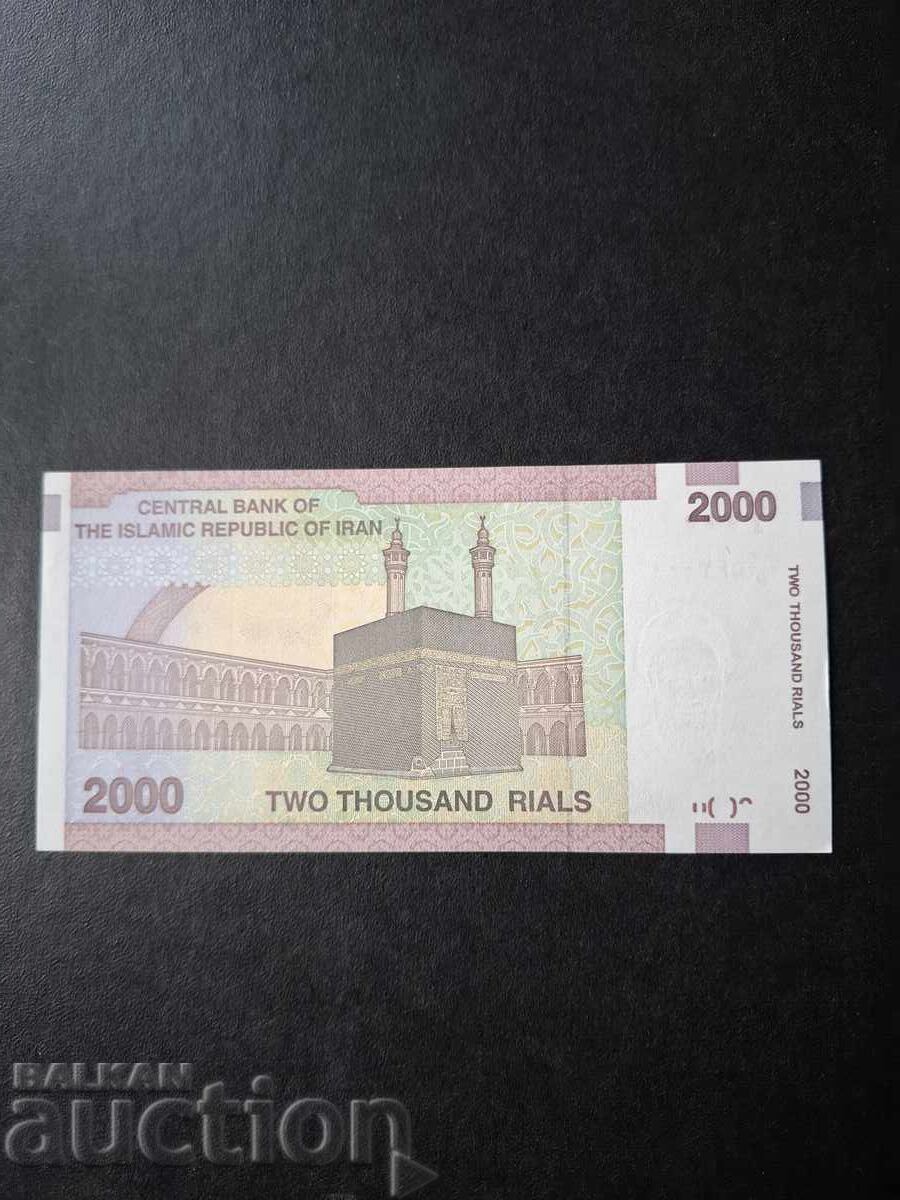 CENTRAL BANK OF
THE ISLAMIC REPUBLIC OF IRAN
2000
TWO THOUSAND RIALS
2000
2000
TWO THOUSAND RIALS
BALKAN
auction